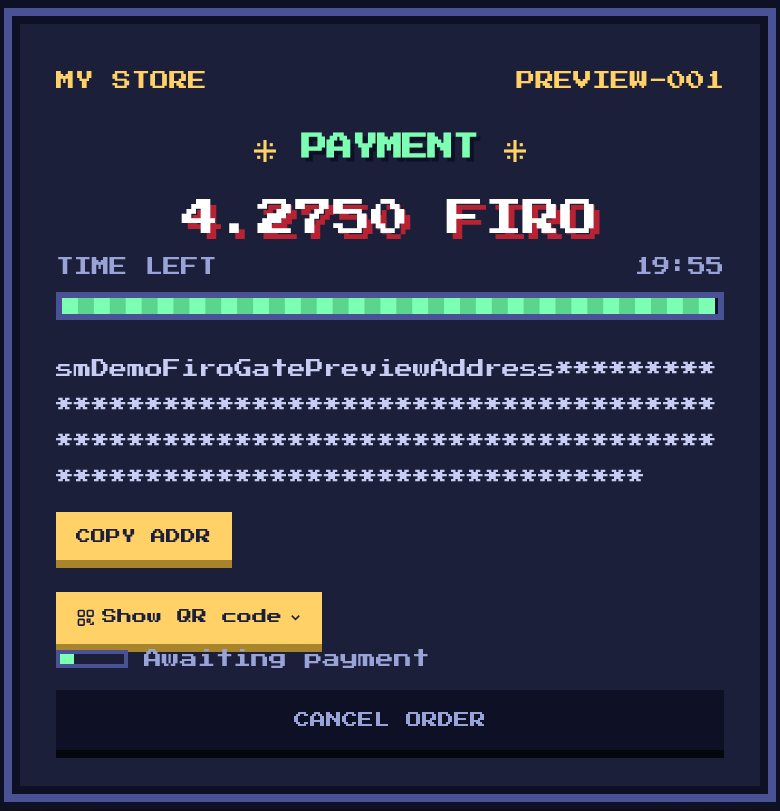 MY STORE
PREVIEW-001
PAYMENT
4.2750 FIRO
TIME LEFT
19:55
smDemoFiroGatePreviewAddress*********
*************************************
*************************************
*********************************
COPY ADDR
Show QR code
Awaiting payment
CANCEL ORDER